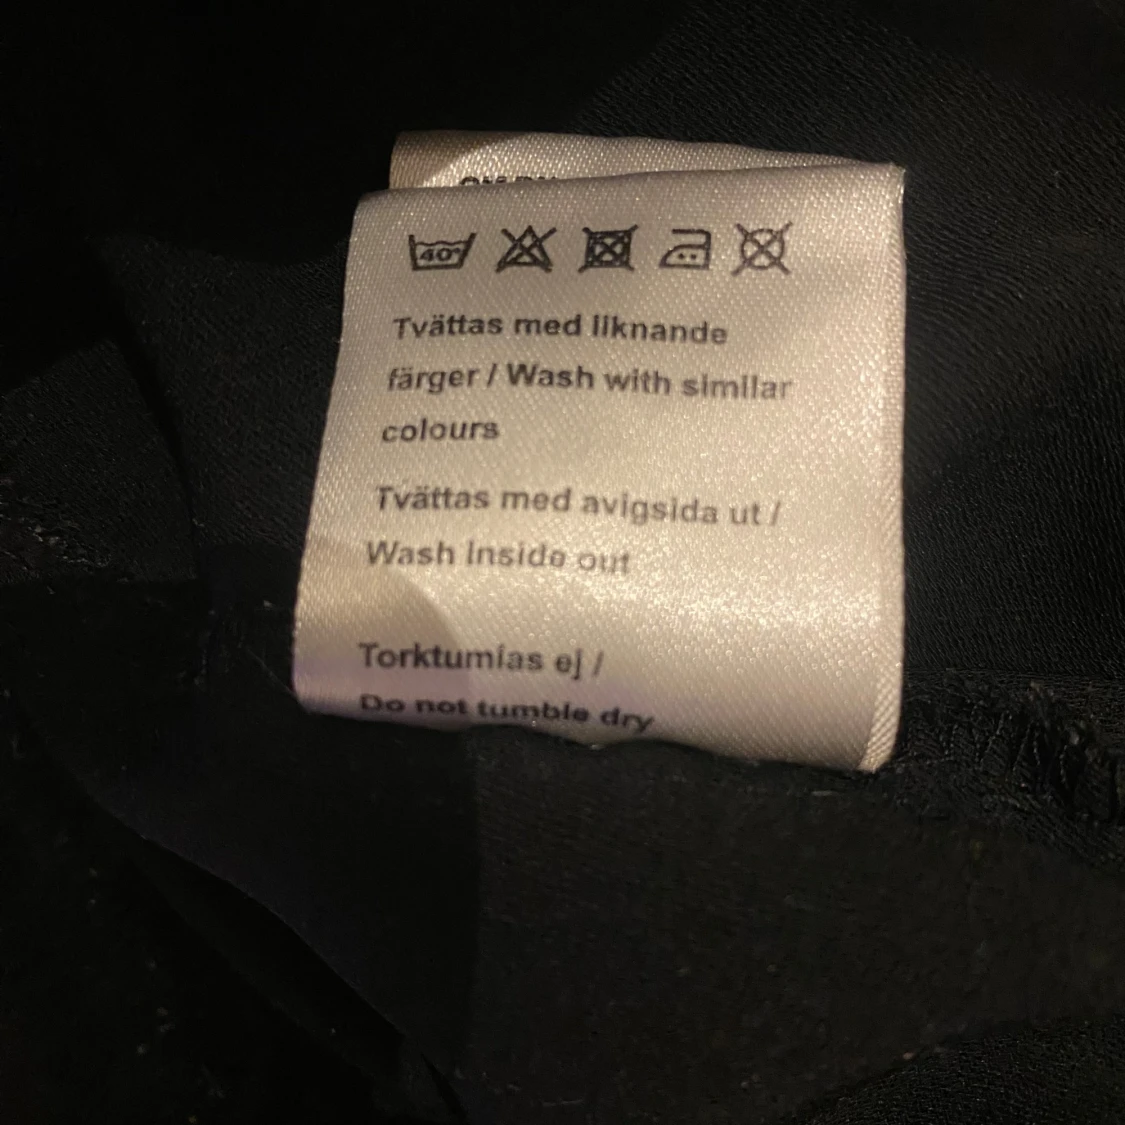 40°
Tvättas med liknande
färger / Wash with similar
colours
Tvättas med avigsida ut /
Wash inside out
Torktumlas ej /
Do not tumble dry